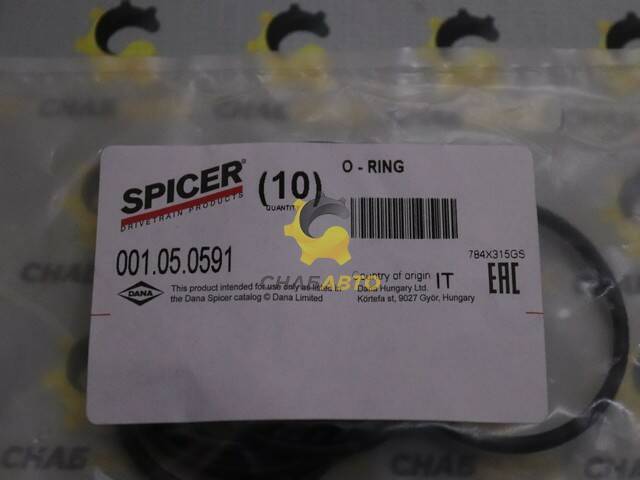 SPICER®
DRIVETRAIN PRODUCTS
(10)
QUANTITY
O - RING
001.05.0591
784X315GS
DANA
This product intended for use only as listed in
the Dana Spicer catalog © Dana Limited
Country of origin IT
Dana Hungary Ltd.
Körtefa st, 9027 Győr, Hungary
EAC
СНАБАВТО
СНАБ
СНАБ
СНАБ